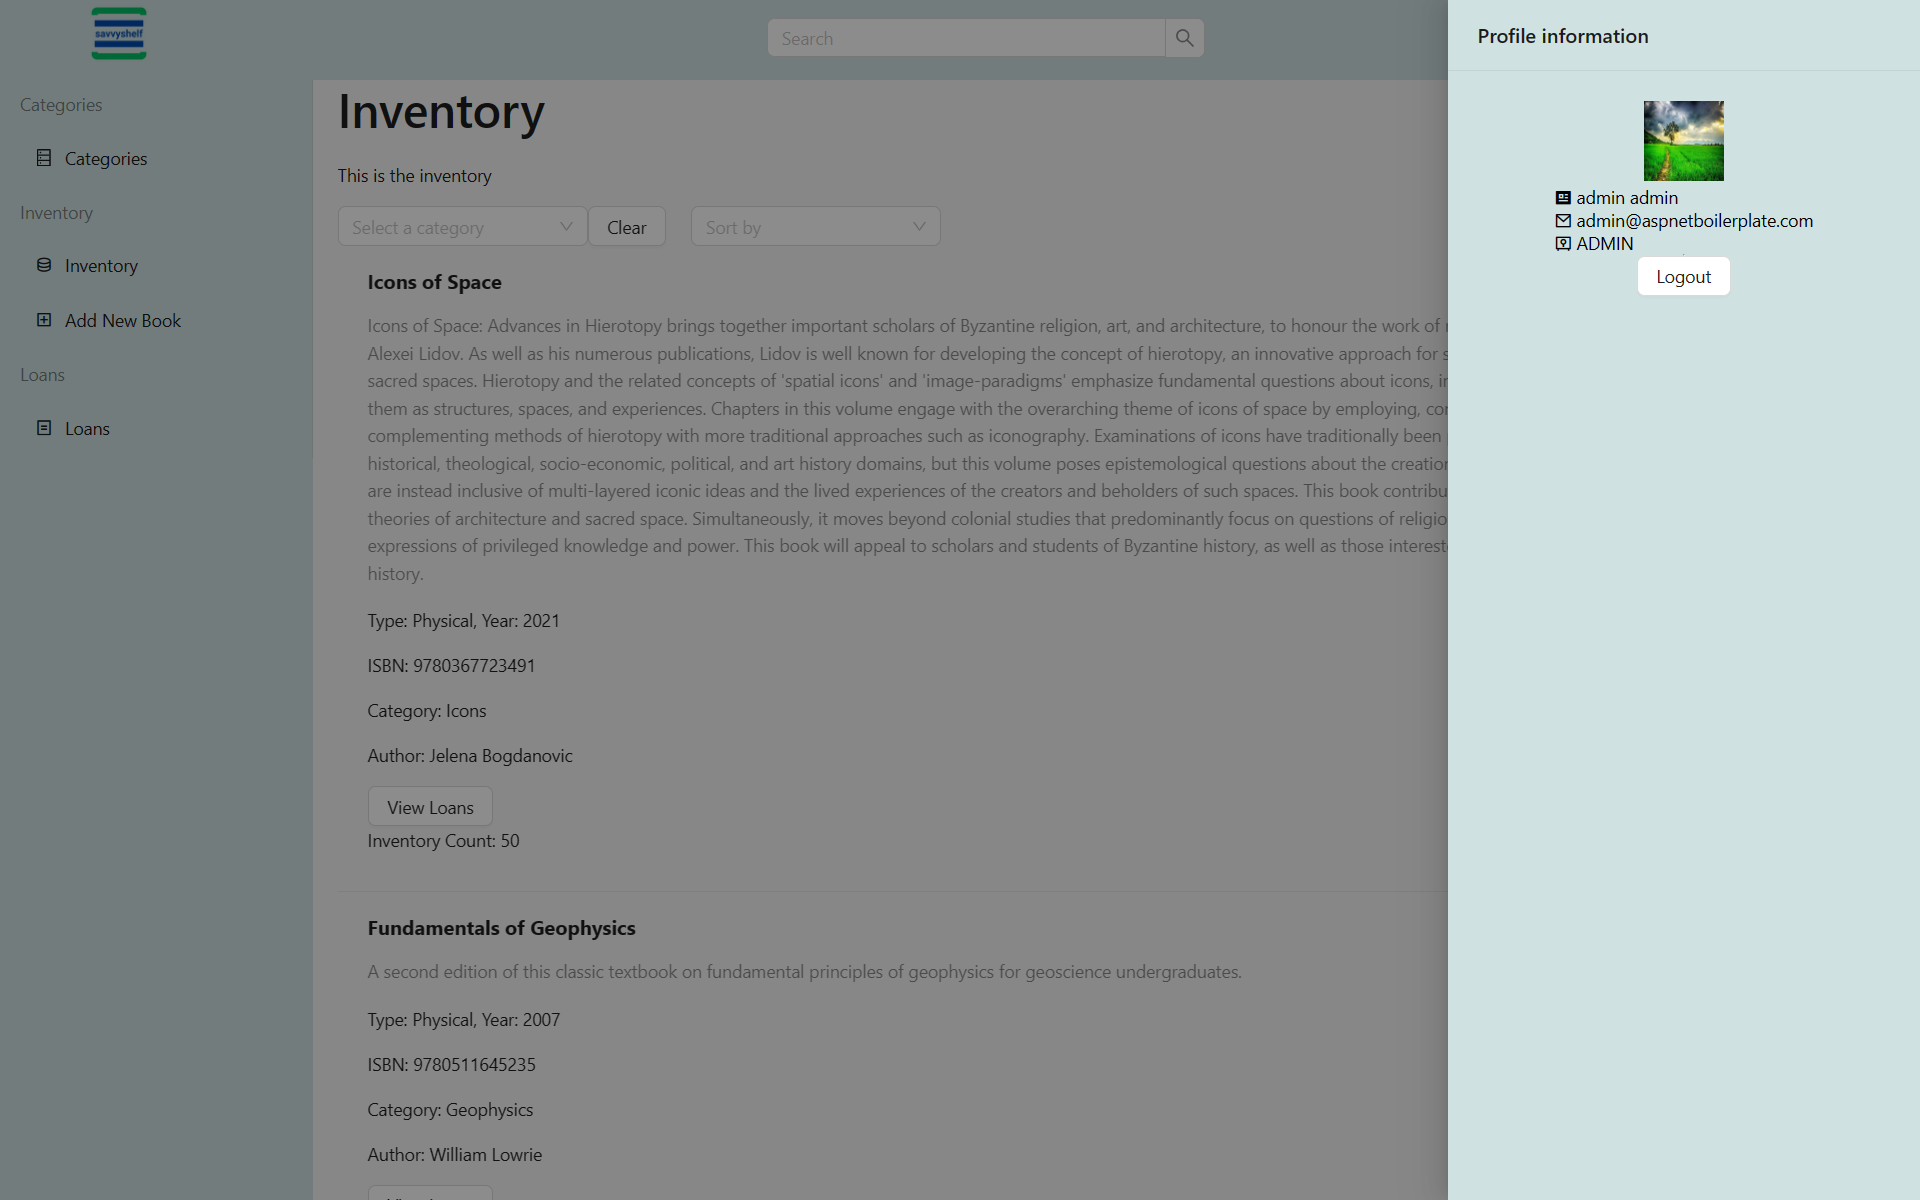 savvyshelf
Search
Profile information
Categories
Categories
Inventory
Inventory
Add New Book
Loans
Loans
Inventory
This is the inventory
Select a category
Clear
Sort by
Icons of Space
Icons of Space: Advances in Hierotopy brings together important scholars of Byzantine religion, art, and architecture, to honour the work of
Alexei Lidov. As well as his numerous publications, Lidov is well known for developing the concept of hierotopy, an innovative approach for
sacred spaces. Hierotopy and the related concepts of 'spatial icons' and 'image-paradigms' emphasize fundamental questions about icons,
them as structures, spaces, and experiences. Chapters in this volume engage with the overarching theme of icons of space by employing,
complementing methods of hierotopy with more traditional approaches such as iconography. Examinations of icons have traditionally been
historical, theological, socio-economic, political, and art history domains, but this volume poses epistemological questions about the
are instead inclusive of multi-layered iconic ideas and the lived experiences of the creators and beholders of such spaces. This book
theories of architecture and sacred space. Simultaneously, it moves beyond colonial studies that predominantly focus on questions of
expressions of privileged knowledge and power. This book will appeal to scholars and students of Byzantine history, as well as those
history.
Type: Physical, Year: 2021
ISBN: 9780367723491
Category: Icons
Author: Jelena Bogdanovic
View Loans
Inventory Count: 50
Fundamentals of Geophysics
A second edition of this classic textbook on fundamental principles of geophysics for geoscience undergraduates.
Type: Physical, Year: 2007
ISBN: 9780511645235
Category: Geophysics
Author: William Lowrie
admin admin
admin@aspnetboilerplate.com
ADMIN
Logout